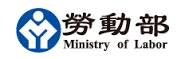 勞動部
Ministry of Labor